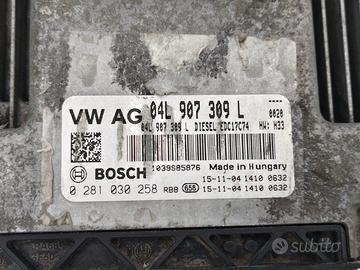 VW AG 04L 907 309 L
0020
04L 907 309 L DIESEL EDC17C74 HW: H33
BOSCH
1039S85876 Made in Hungary
15-11-04 1410 0632
0 281 030 258 RBB 656 15-11-04 1410 0632
subito